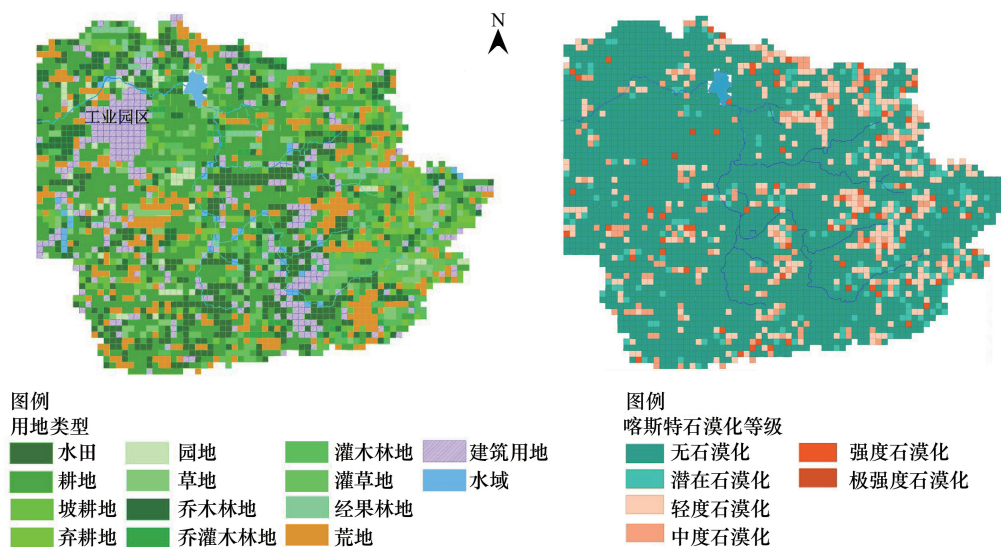 N
工业园区
图例
用地类型
水田
园地
灌木林地
建筑用地
耕地
草地
灌草地
水域
坡耕地
乔木林地
经果林地
弃耕地
乔灌木林地
荒地
图例
喀斯特石漠化等级
无石漠化
强度石漠化
潜在石漠化
极强度石漠化
轻度石漠化
中度石漠化